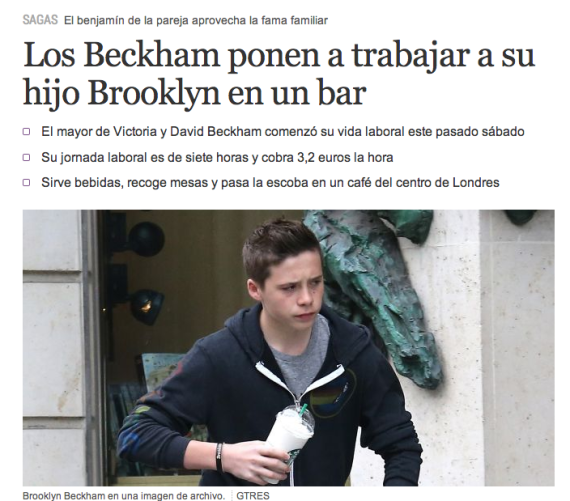 SAGAS El benjamín de la pareja aprovecha la fama familiar
Los Beckham ponen a trabajar a su
hijo Brooklyn en un bar
El mayor de Victoria y David Beckham comenzó su vida laboral este pasado sábado
Su jornada laboral es de siete horas y cobra 3,2 euros la hora
Sirve bebidas, recoge mesas y pasa la escoba en un café del centro de Londres
Brooklyn Beckham en una imagen de archivo. GTRES